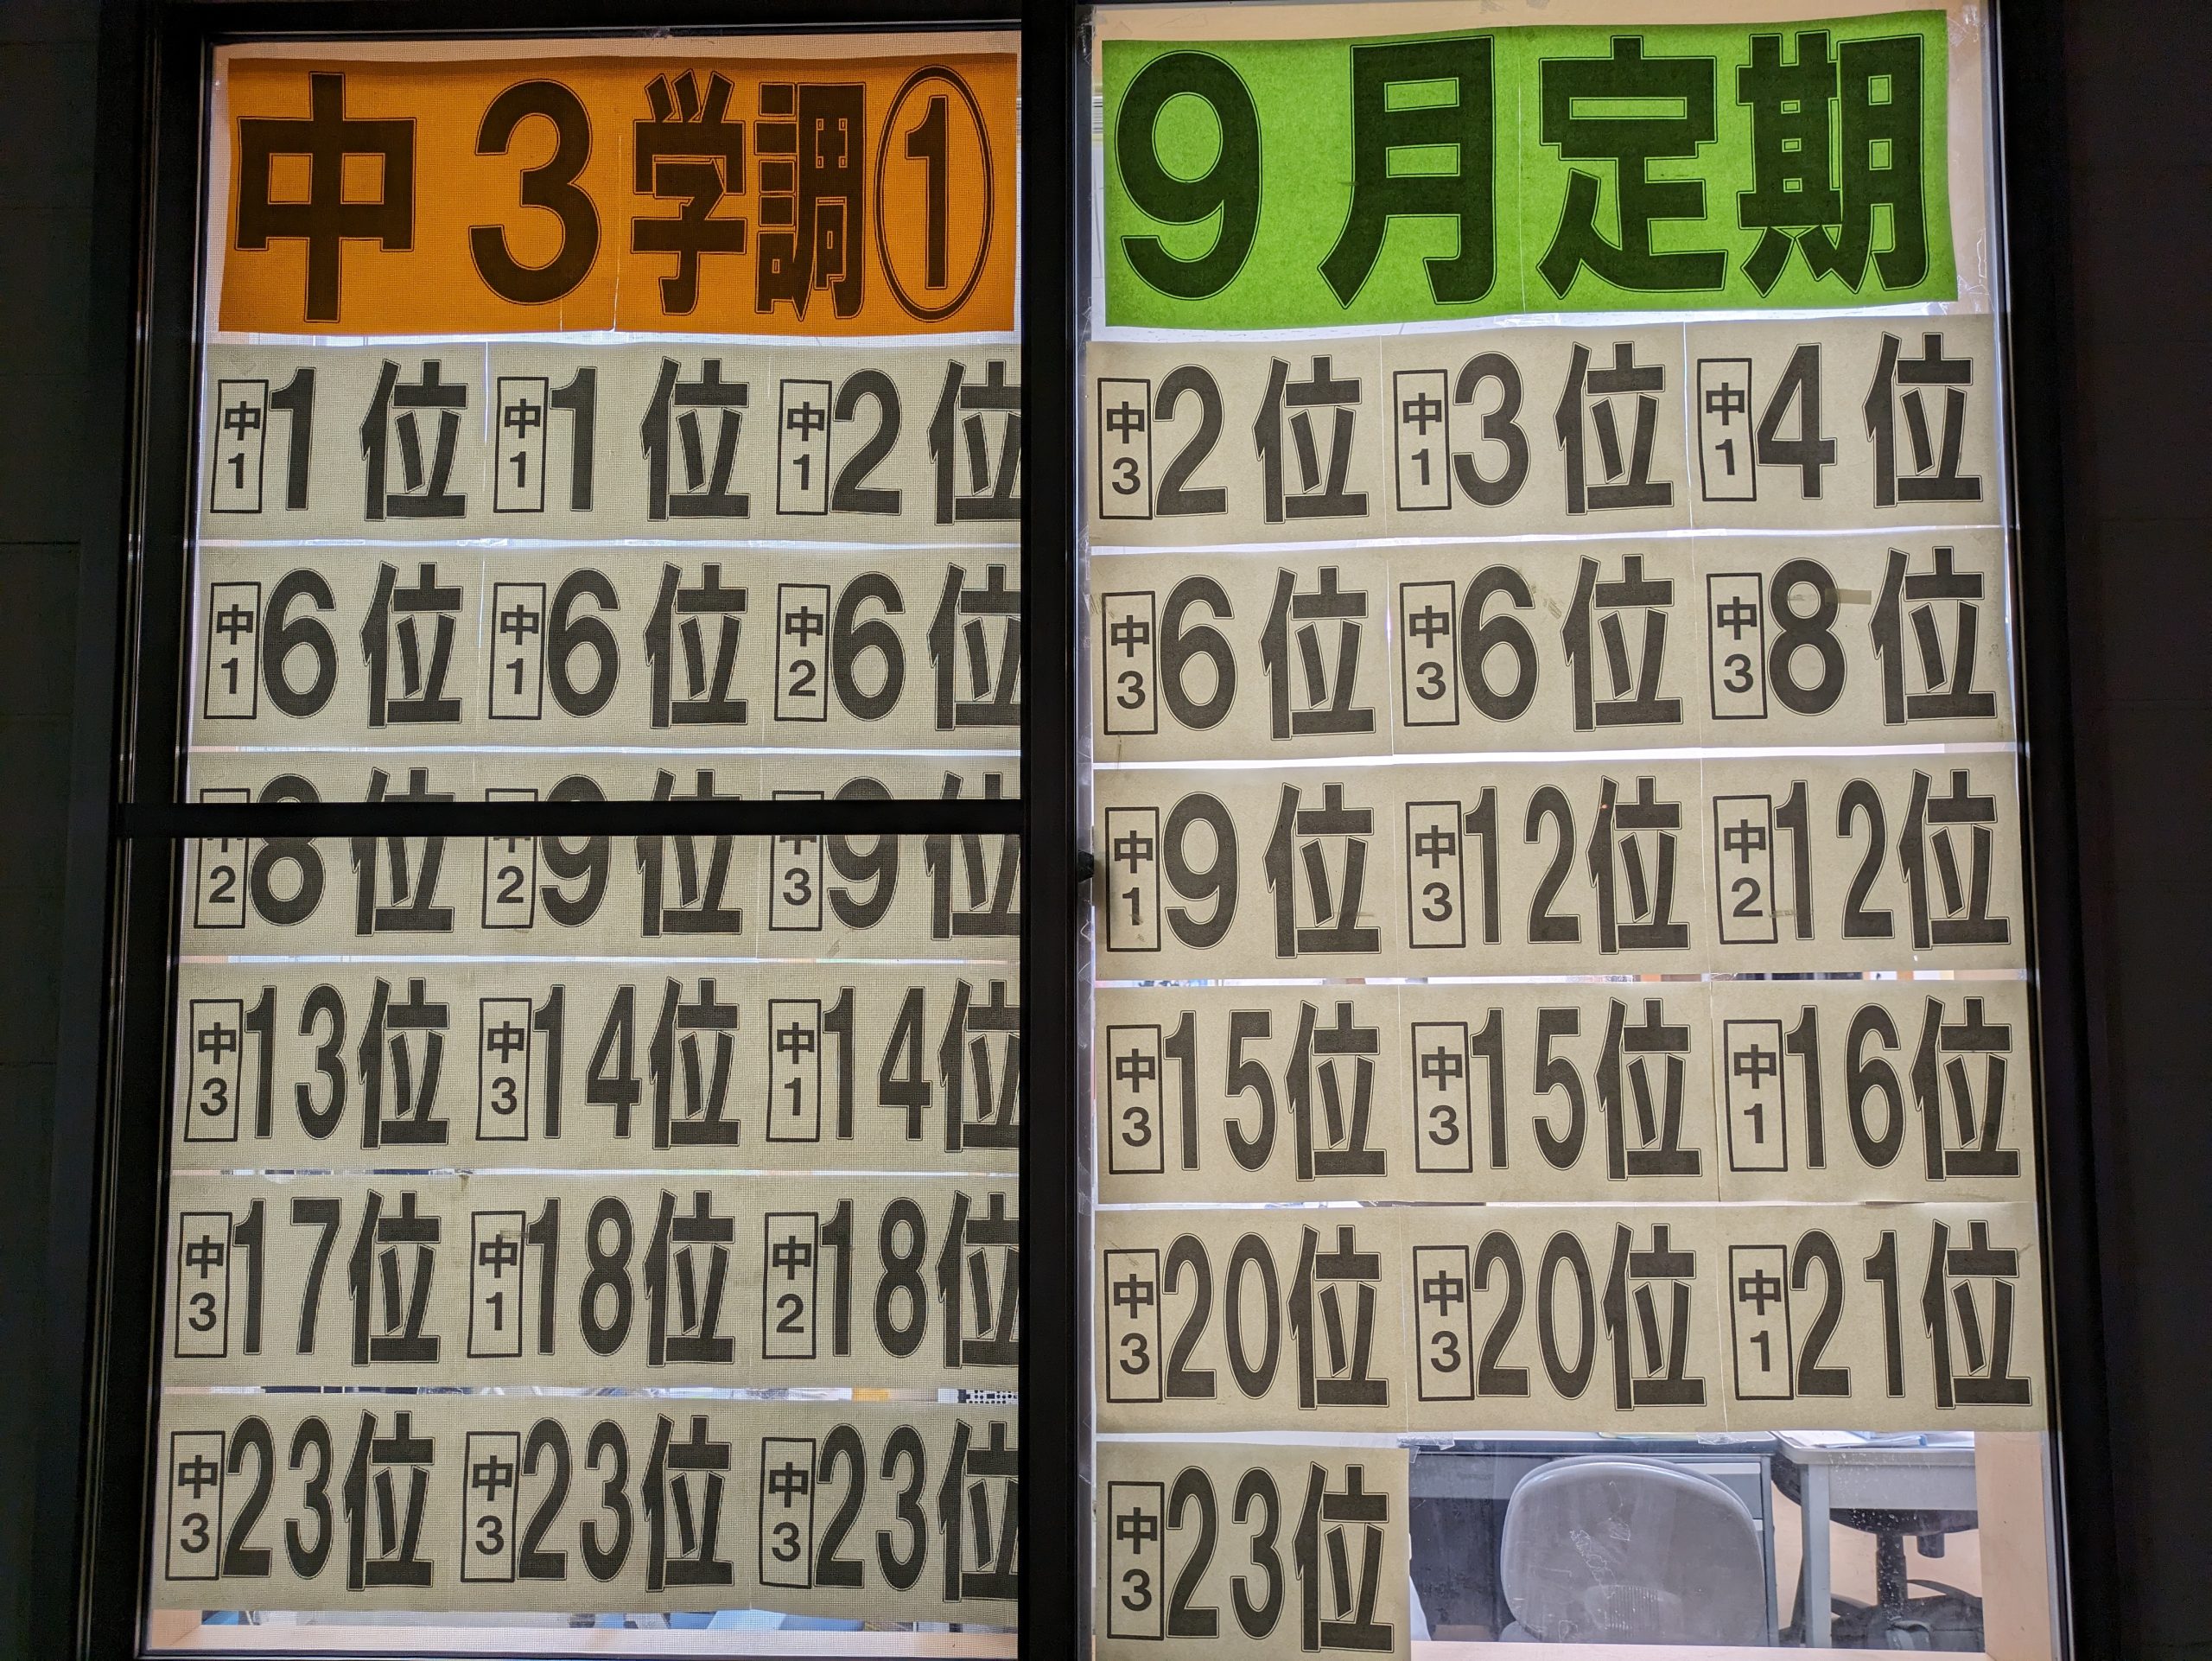 中3学調①
中1 1位 中1 1位 中1 2位
中1 6位 中1 6位 中2 6位
中2 8位 中2 9位 中3 9位
中3 13位 中3 14位 中1 14位
中3 17位 中1 18位 中2 18位
中3 23位 中3 23位 中3 23位
9月定期
中3 2位 中1 3位 中1 4位
中3 6位 中3 6位 中3 8位
中1 9位 中3 12位 中2 12位
中3 15位 中3 15位 中1 16位
中3 20位 中3 20位 中1 21位
中3 23位